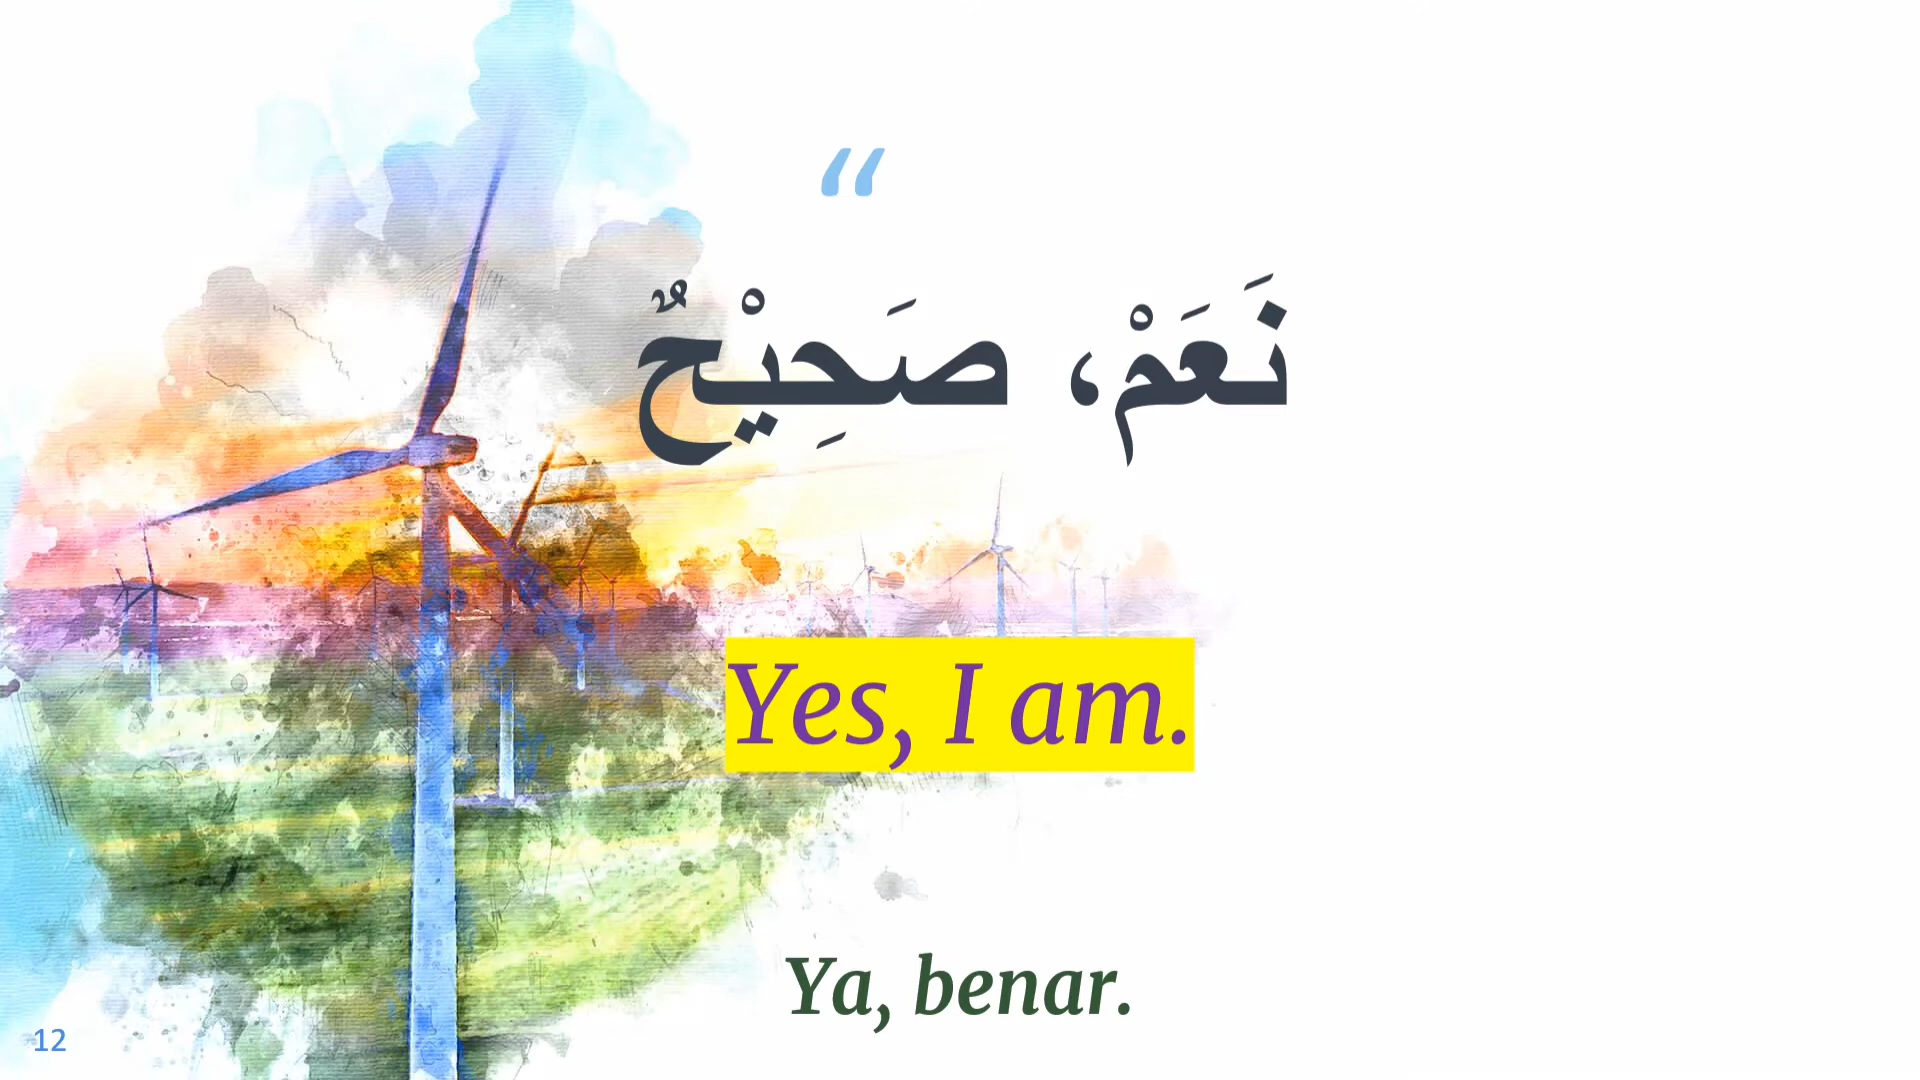 “
نَعَمْ، صَحِيْحٌ
Yes, I am.
Ya, benar.
12